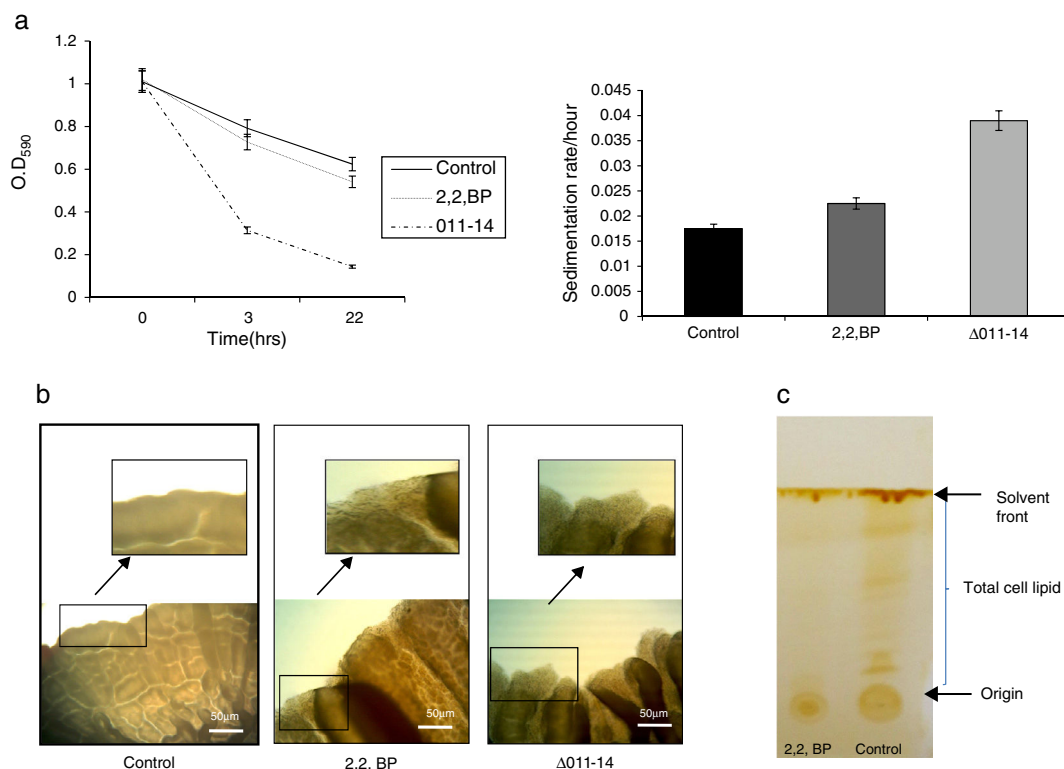 a
1.2
1
0.8
0.6
0.4
0.2
0
O.D590
0
3
22
Time(hrs)
Control
2,2,BP
011-14
0.045
0.04
0.035
0.03
0.025
0.02
0.015
0.01
0.005
0
Sedimentation rate/hour
Control
2,2,BP
Δ011-14
b
50μm
50μm
50μm
Control
2.2. BP
Δ011-14
c
Solvent
front
Total cell lipid
Origin
2,2, BP
Control